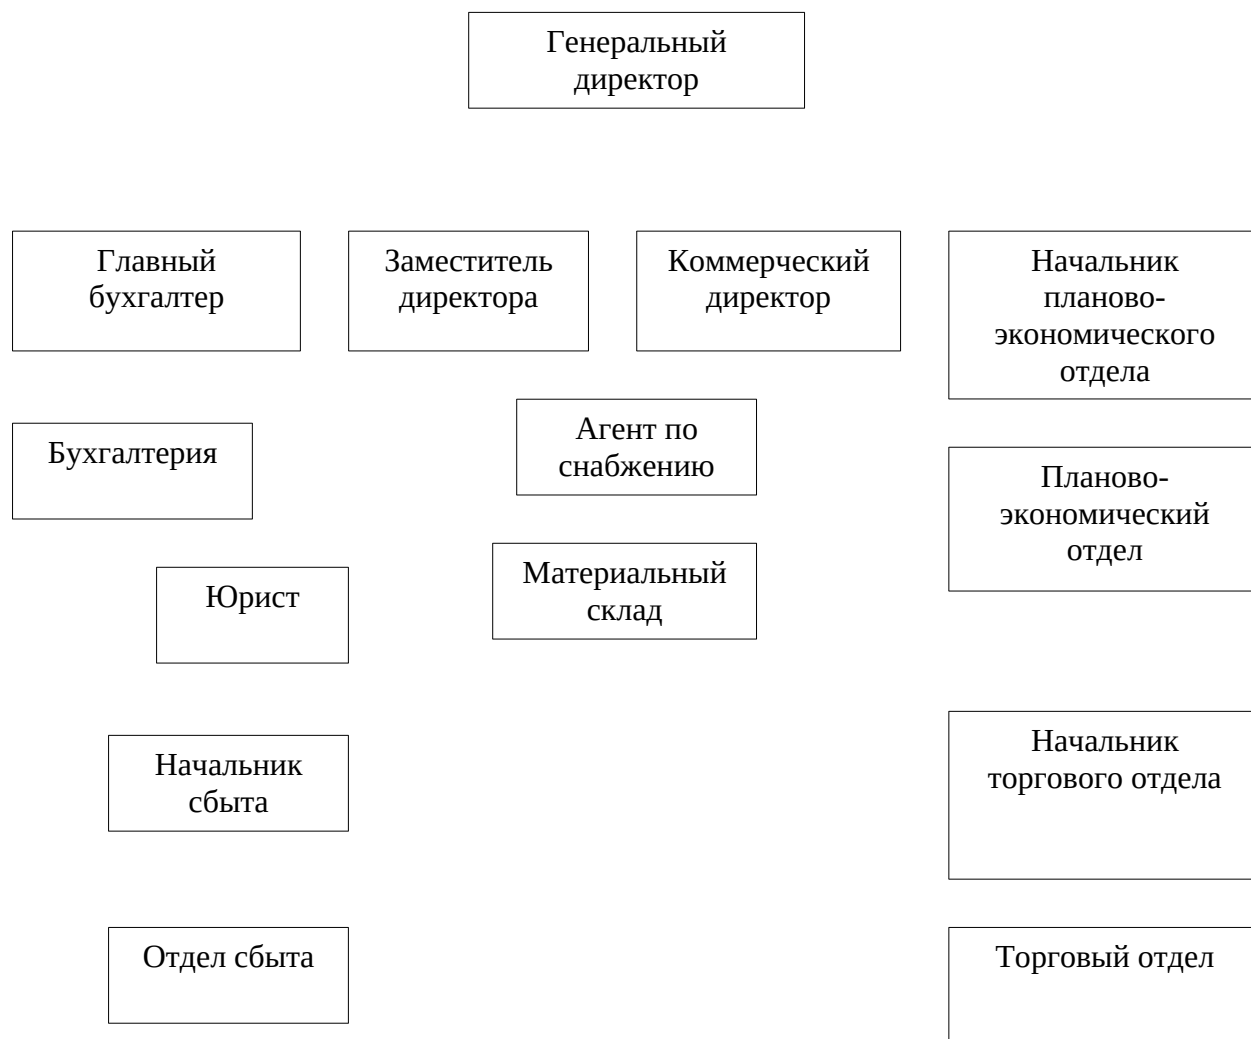 Генеральный
директор
Главный
бухгалтер
Заместитель
директора
Коммерческий
директор
Начальник
планово-
экономического
отдела
Агент по
снабжению
Бухгалтерия
Планово-
экономический
отдел
Материальный
склад
Юрист
Начальник
торгового отдела
Начальник
сбыта
Отдел сбыта
Торговый отдел